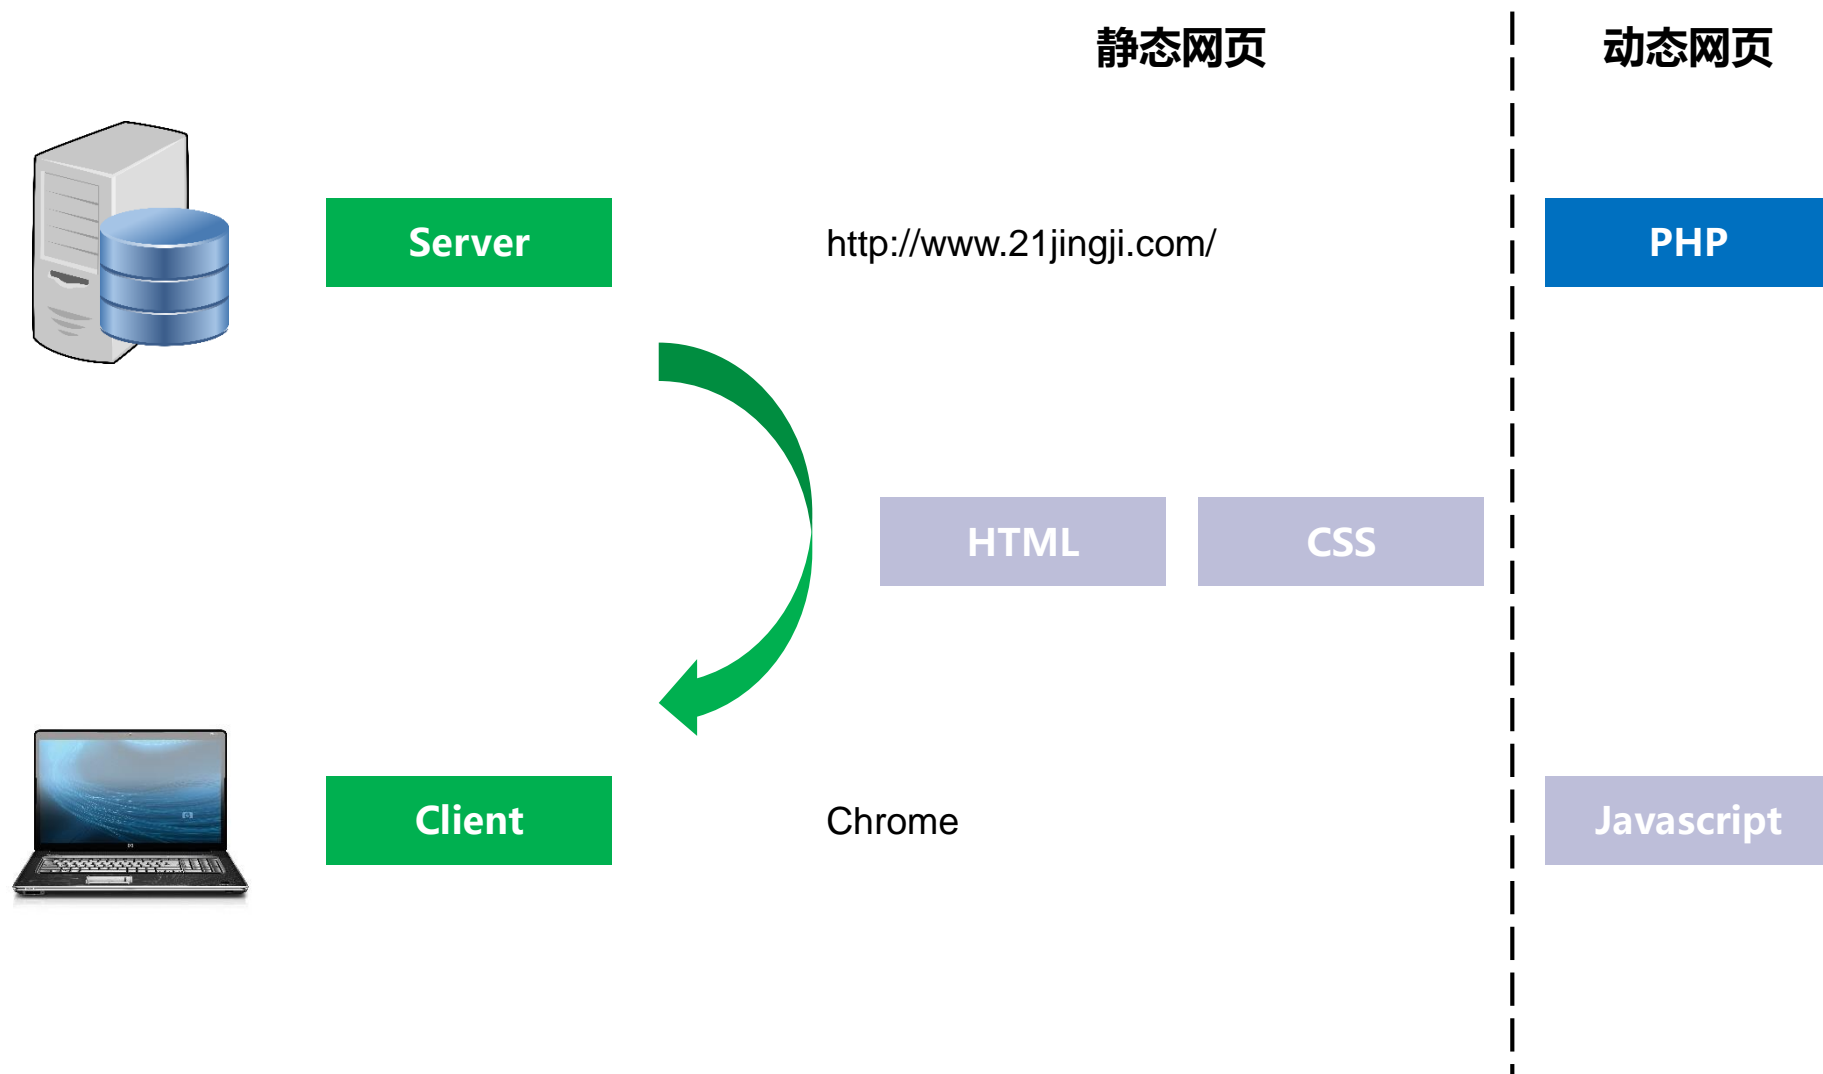 静态网页
动态网页
Server
http://www.21jingji.com/
PHP
HTML
CSS
Client
Chrome
Javascript